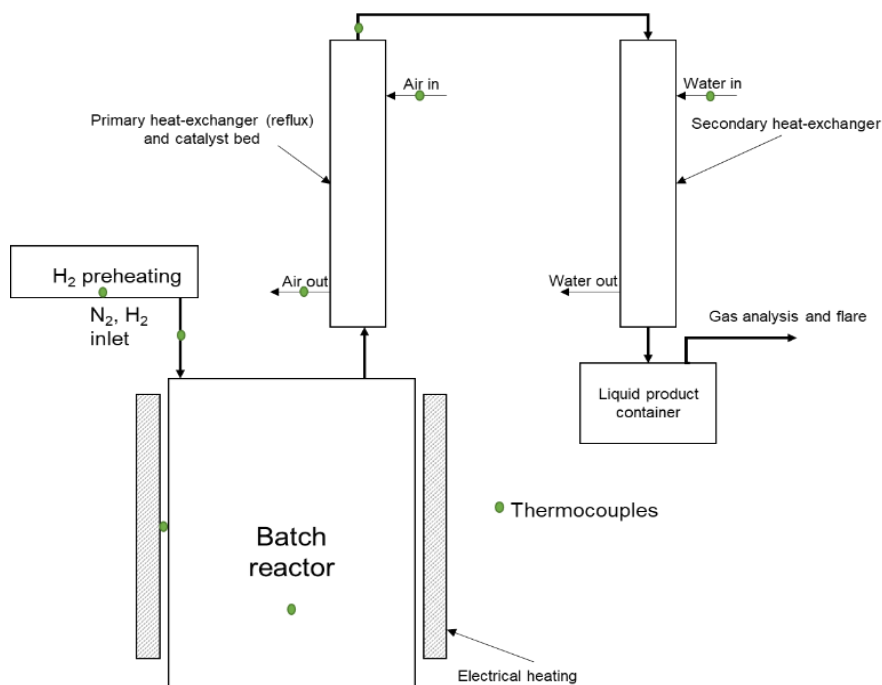 Air in
Water in
Primary heat-exchanger (reflux)
and catalyst bed
Secondary heat-exchanger
H₂ preheating
N₂, H₂
inlet
Air out
Water out
Gas analysis and flare
Liquid product
container
Thermocouples
Batch
reactor
Electrical heating